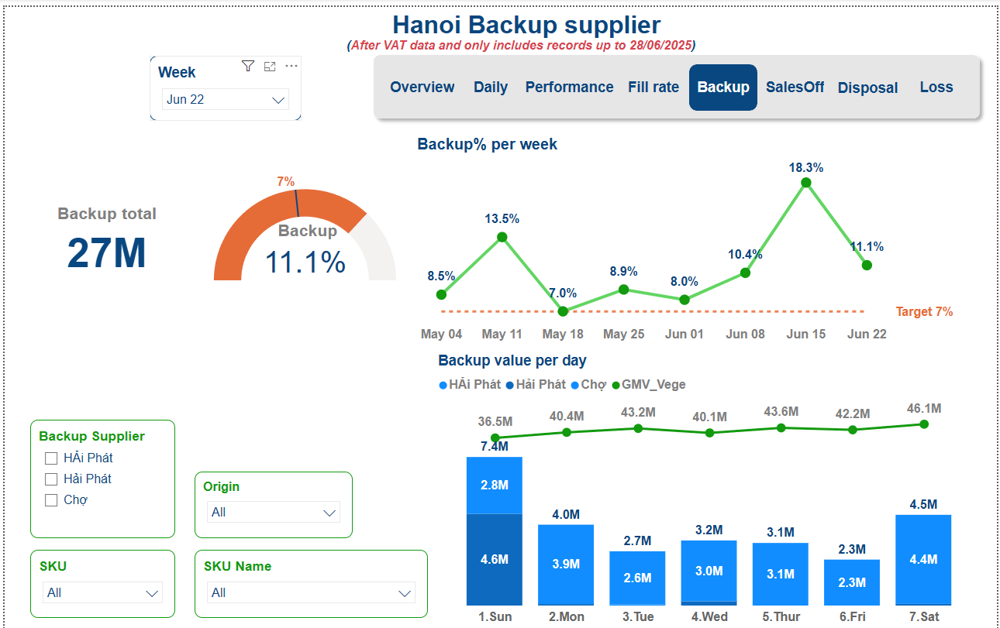 Hanoi Backup supplier
(After VAT data and only includes records up to 28/06/2025)
Week
Jun 22
Overview Daily Performance Fill rate Backup SalesOff Disposal Loss
Backup% per week
Backup total
27M
7%
Backup
11.1%
18.3%
13.5%
11.1%
10.4%
8.5%
8.9%
8.0%
7.0%
Target 7%
May 04 May 11 May 18 May 25 Jun 01 Jun 08 Jun 15 Jun 22
Backup value per day
HẢi Phát Hải Phát Chợ GMV_Vege
36.5M 40.4M 43.2M 40.1M 43.6M 42.2M 46.1M
7.4M 4.0M 2.7M 3.2M 3.1M 2.3M 4.5M
2.8M
4.6M 3.9M 2.6M 3.0M 3.1M 2.3M 4.4M
1.Sun 2.Mon 3.Tue 4.Wed 5.Thur 6.Fri 7.Sat
Backup Supplier
HẢi Phát
Hải Phát
Chợ
Origin
All
SKU
All
SKU Name
All